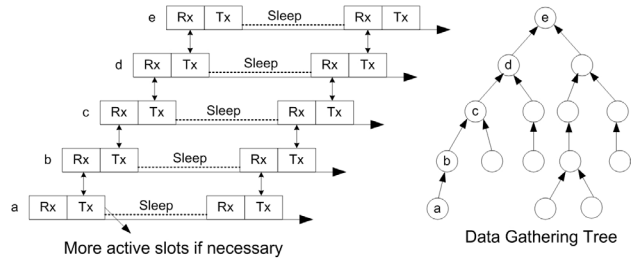 e Rx Tx Sleep Rx Tx
d Rx Tx Sleep Rx Tx
c Rx Tx Sleep Rx Tx
b Rx Tx Sleep Rx Tx
a Rx Tx Sleep Rx Tx
More active slots if necessary
e
d
c
b
a
Data Gathering Tree